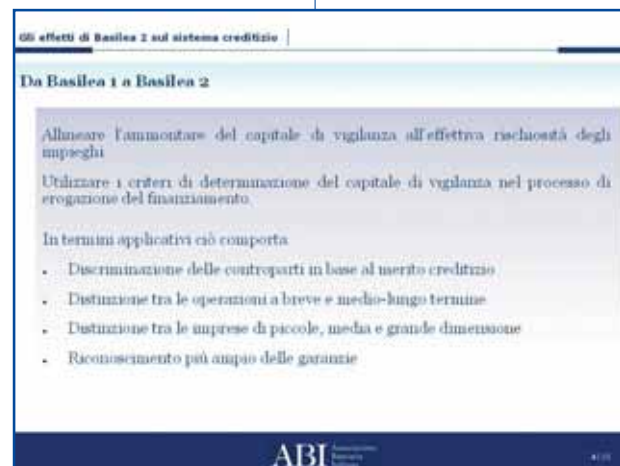 Gli effetti di Basilea 2 sul sistema creditizio
Da Basilea 1 a Basilea 2
Allineare l'ammontare del capitale di vigilanza all'effettiva rischiosità degli
impieghi
Utilizzare i criteri di determinazione del capitale di vigilanza nel processo di
erogazione del finanziamento
In termini applicativi ciò comporta
• Discriminazione delle controparti in base al merito creditizio
• Distinzione tra le operazioni a breve e medio-lungo termine
• Distinzione tra le imprese di piccole, media e grande dimensione
• Riconoscimento più ampio delle garanzie
ABI